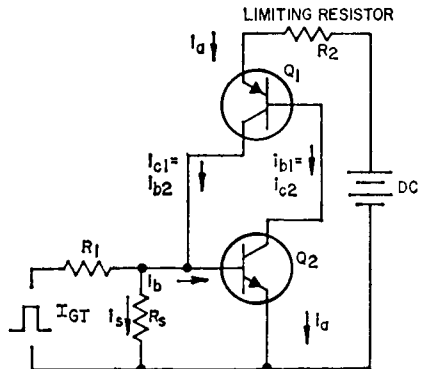 LIMITING RESISTOR
Ia
R2
Q1
Ic1=
Ib2
ib1=
ic2
DC
R1
Q2
Ib
IGT
Is
Rs
Ia